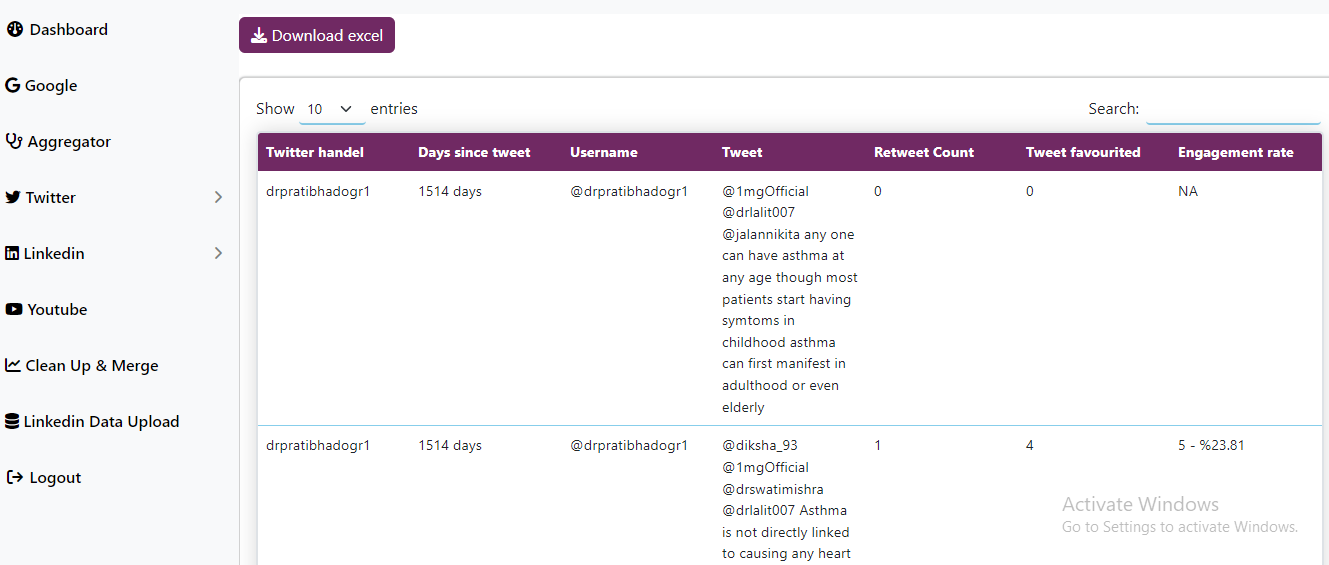 Dashboard
Google
Aggregator
Twitter
Linkedin
Youtube
Clean Up & Merge
Linkedin Data Upload
Logout
Download excel
Show 10 entries
Search:
Twitter handel Days since tweet Username Tweet Retweet Count Tweet favourited Engagement rate
drpratibhadogr1 1514 days @drpratibhadogr1 @1mgOfficial 0 0 NA
@drlalit007
@jalannikita any one
can have asthma at
any age though most
patients start having
symtoms in
childhood asthma
can first manifest in
adulthood or even
elderly
drpratibhadogr1 1514 days @drpratibhadogr1 @diksha_93 1 4 5 - %23.81
@1mgOfficial
@drswatimishra
@drlalit007 Asthma
is not directly linked
to causing any heart
Activate Windows
Go to Settings to activate Windows.